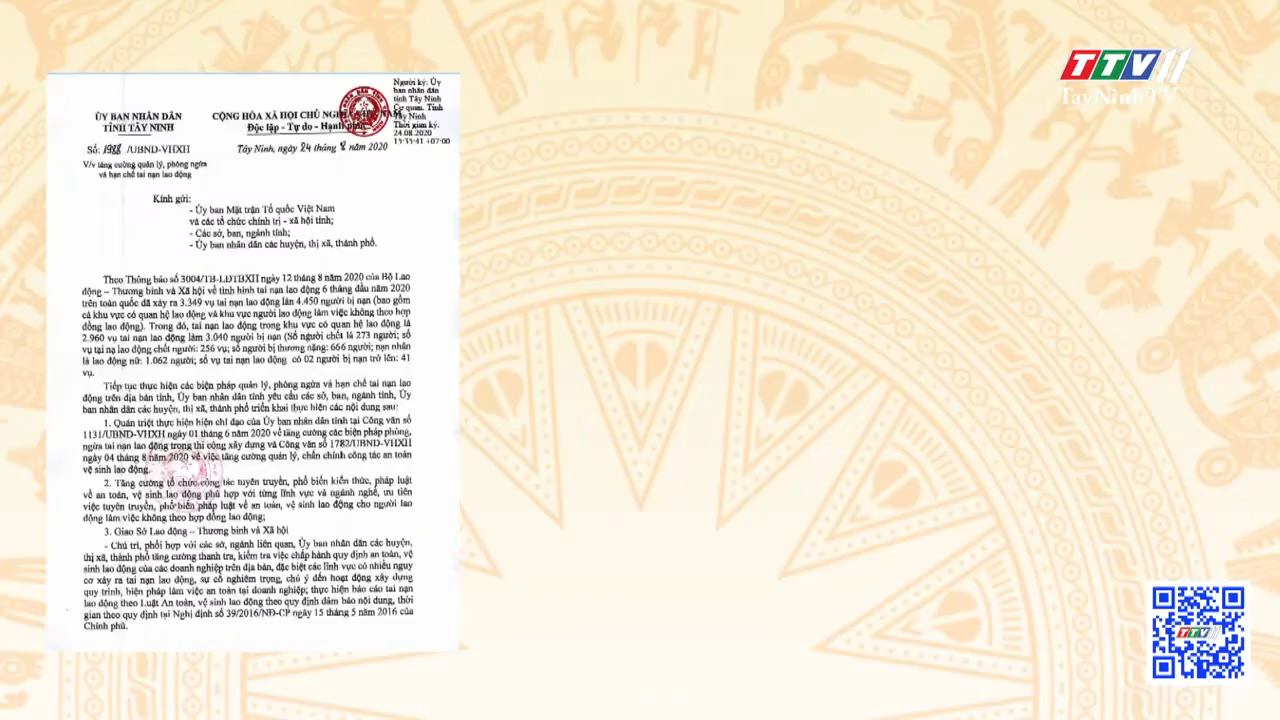 TTV11
TayNinhTV
Người ký: Ủy
ban nhân dân
tỉnh Tây Ninh
Cơ quan: Tỉnh
Tây Ninh
Thời gian ký:
24.08.2020
+07:00
ỦY BAN NHÂN DÂN
TỈNH TÂY NINH
CỘNG HÒA XÃ HỘI CHỦ NGHĨA
Độc lập - Tự do - Hạnh phúc
Số: 1988 /UBND-VHXH
Tây Ninh, ngày 24 tháng 8 năm 2020
V/v tăng cường quản lý, phòng ngừa
và hạn chế tai nạn lao động
Kính gửi:
- Ủy ban Mặt trận Tổ quốc Việt Nam
và các tổ chức chính trị - xã hội tỉnh;
- Các sở, ban, ngành tỉnh;
- Ủy ban nhân dân các huyện, thị xã, thành phố.
Theo Thông báo số 3004/TB-LĐTBXH ngày 12 tháng 8 năm 2020 của Bộ Lao
động – Thương binh và Xã hội về tình hình tai nạn lao động 6 tháng đầu năm 2020
trên toàn quốc đã xảy ra 3.349 vụ tai nạn lao động làn 4.450 người bị nạn (bao gồm
cả khu vực có quan hệ lao động và khu vực người lao động làm việc không theo hợp
đồng lao động). Trong đó, tai nạn lao động trong khu vực có quan hệ lao động là
2.960 vụ tai nạn lao động làm 3.040 người bị nạn (Số người chết là 273 người; số
vụ tai nạ lao động chết người: 256 vụ; số người bị thương nặng: 666 người; nạn nhân
là lao động nữ: 1.062 người; số vụ tai nạn lao động có 02 người bị nạn trở lên: 41
vụ.
Tiếp tục thực hiện các biện pháp quản lý, phòng ngừa và hạn chế tai nạn lao
động trên địa bàn tỉnh, Ủy ban nhân dân tỉnh yêu cầu các sở, ban, ngành tỉnh, Ủy
ban nhân dân các huyện, thị xã, thành phố triển khai thực hiện các nội dung sau:
1. Quán triệt thực hiện hiện chỉ đạo của Ủy ban nhân dân tỉnh tại Công văn số
1131/UBND-VHXH ngày 01 tháng 6 năm 2020 về tăng cường các biện pháp phòng,
ngừa tai nạn lao động trong thi công xây dựng và Công văn số 1782/UBND-VHXH
ngày 04 tháng 8 năm 2020 về việc tăng cường quản lý, chấn chỉnh công tác an toàn
vệ sinh lao động.
2. Tăng cường tổ chức công tác tuyên truyền, phổ biến kiến thức, pháp luật
về an toàn, vệ sinh lao động phù hợp với từng lĩnh vực và ngành nghề, ưu tiên
việc tuyên truyền, phổ biến pháp luật về an toàn, vệ sinh lao động cho người lao
động làm việc không theo hợp đồng lao động;
3. Giao Sở Lao động – Thương binh và Xã hội
- Chủ trì, phối hợp với các sở, ngành liên quan, Ủy ban nhân dân các huyện,
thị xã, thành phố tăng cường thanh tra, kiểm tra việc chấp hành quy định an toàn, vệ
sinh lao động của các doanh nghiệp trên địa bàn, đặc biệt các lĩnh vực có nhiều nguy
cơ xảy ra tai nạn lao động, sự cố nghiêm trọng, chú ý đến hoạt động xây dựng
quy trình, biện pháp làm việc an toàn tại doanh nghiệp; thực hiện báo cáo tai nạn
lao động theo Luật An toàn, vệ sinh lao động theo quy định đảm bảo nội dung, thời
gian theo quy định tại Nghị định số 39/2016/NĐ-CP ngày 15 tháng 5 năm 2016 của
Chính phủ.
TTV11